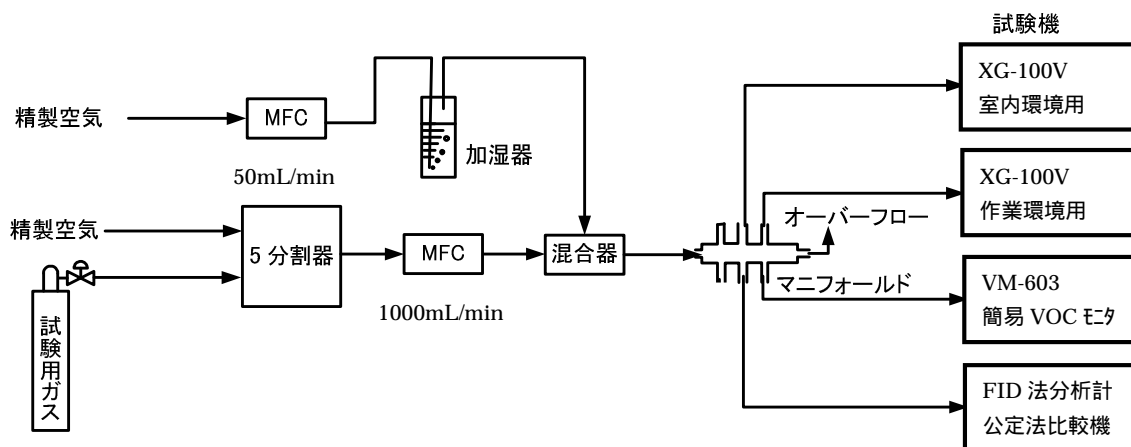 試験機
XG-100V
室内環境用
精製空気
MFC
加湿器
50mL/min
XG-100V
作業環境用
オーバーフロー
精製空気
5 分割器
MFC
混合器
マニフォールド
1000mL/min
VM-603
簡易 VOC ﾓﾆﾀ
試験用ガス
FID 法分析計
公定法比較機